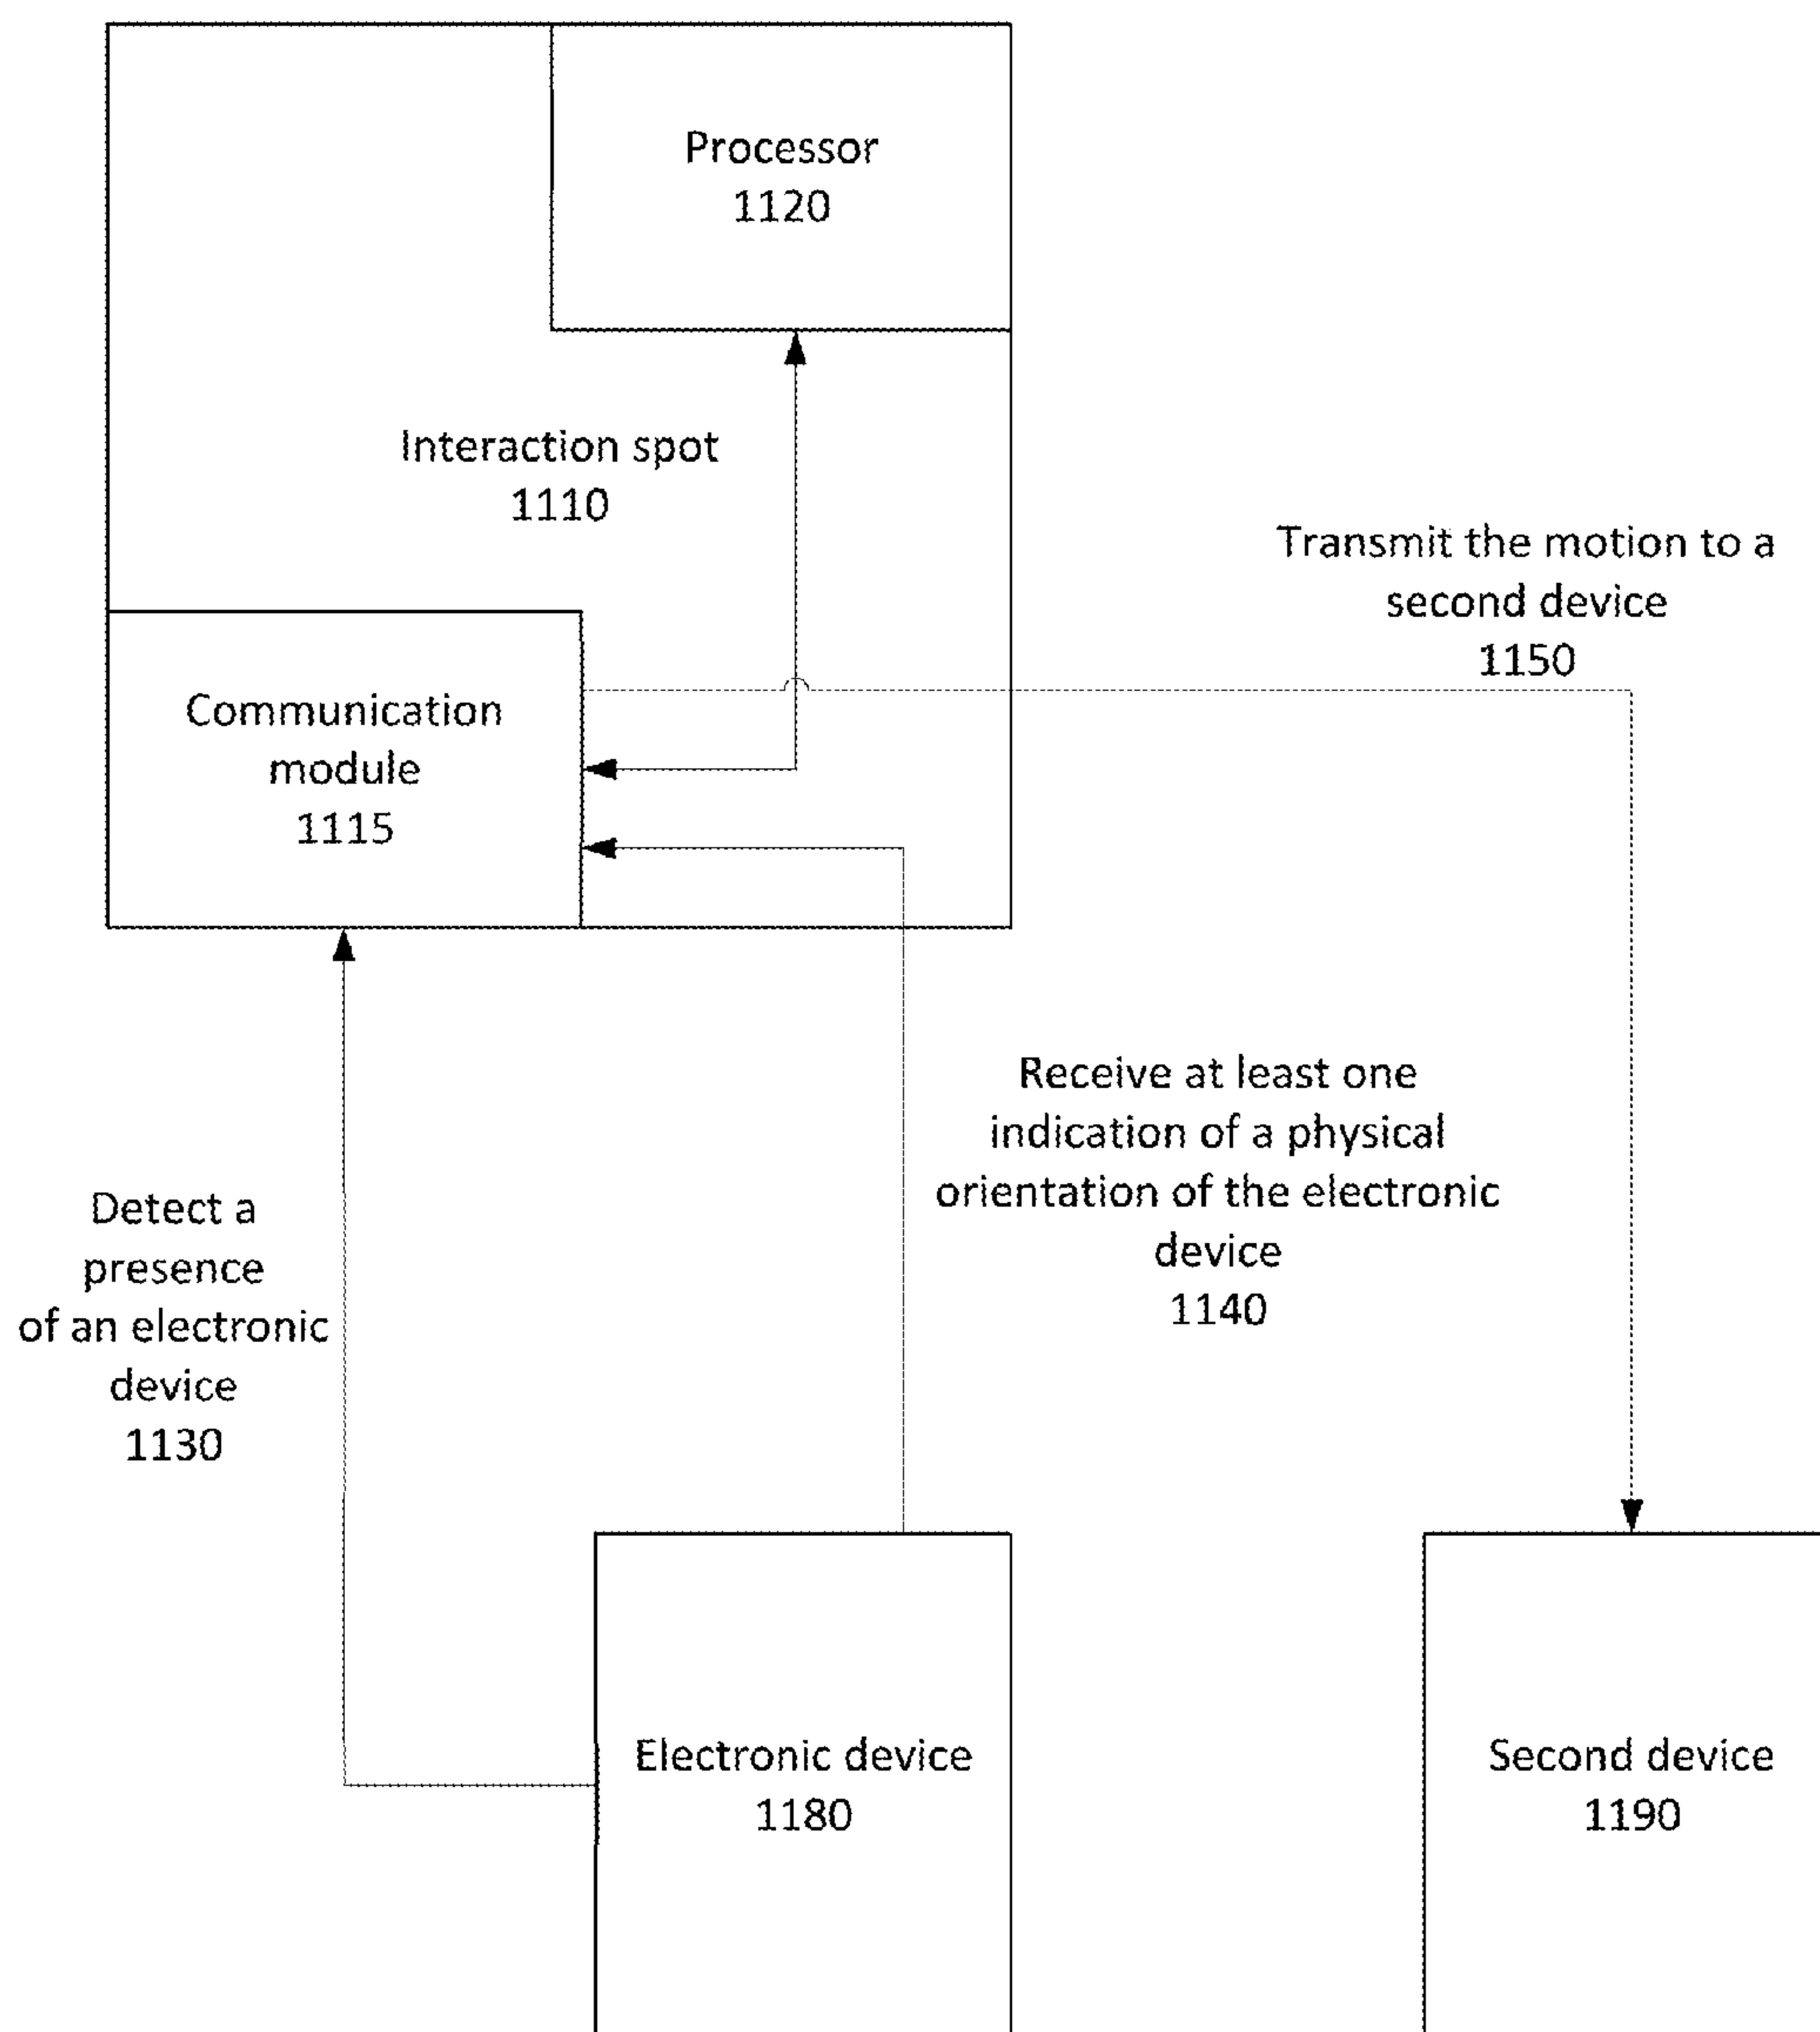 Processor
1120
Interaction spot
1110
Transmit the motion to a
second device
1150
Communication
module
1115
Receive at least one
indication of a physical
orientation of the electronic
device
1140
Detect a
presence
of an electronic
device
1130
Electronic device
1180
Second device
1190